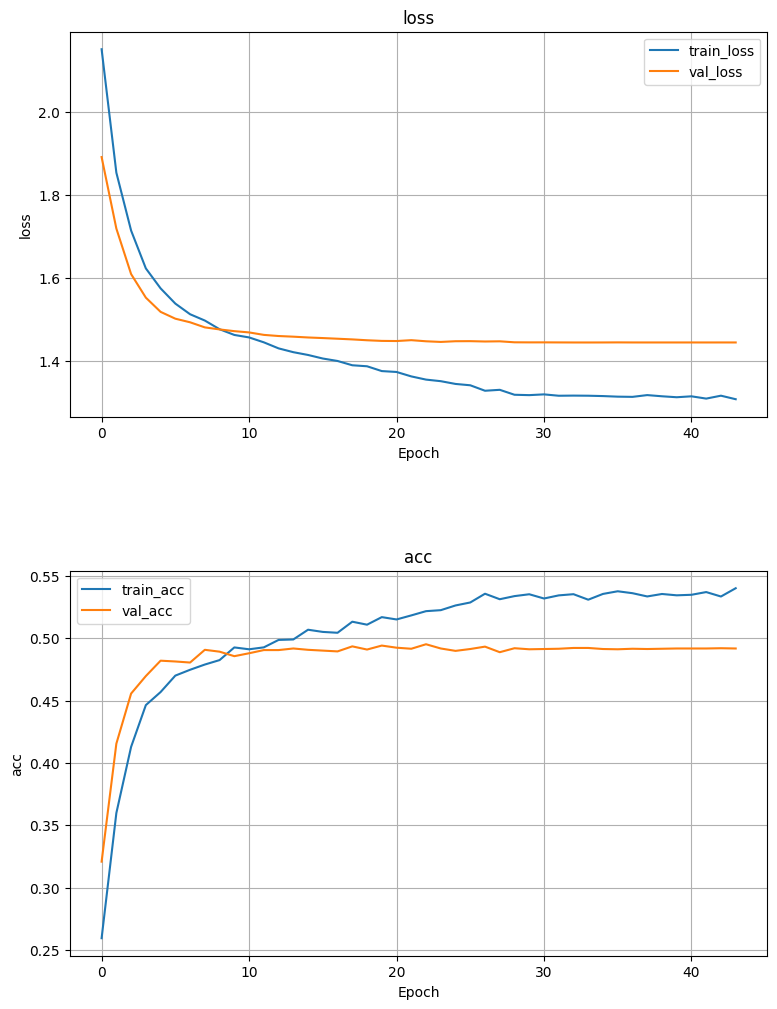 loss
train_loss
val_loss
2.0
1.8
1.6
1.4
loss
0 10 20 30 40
Epoch
acc
train_acc
val_acc
0.55
0.50
0.45
0.40
0.35
0.30
0.25
acc
0 10 20 30 40
Epoch